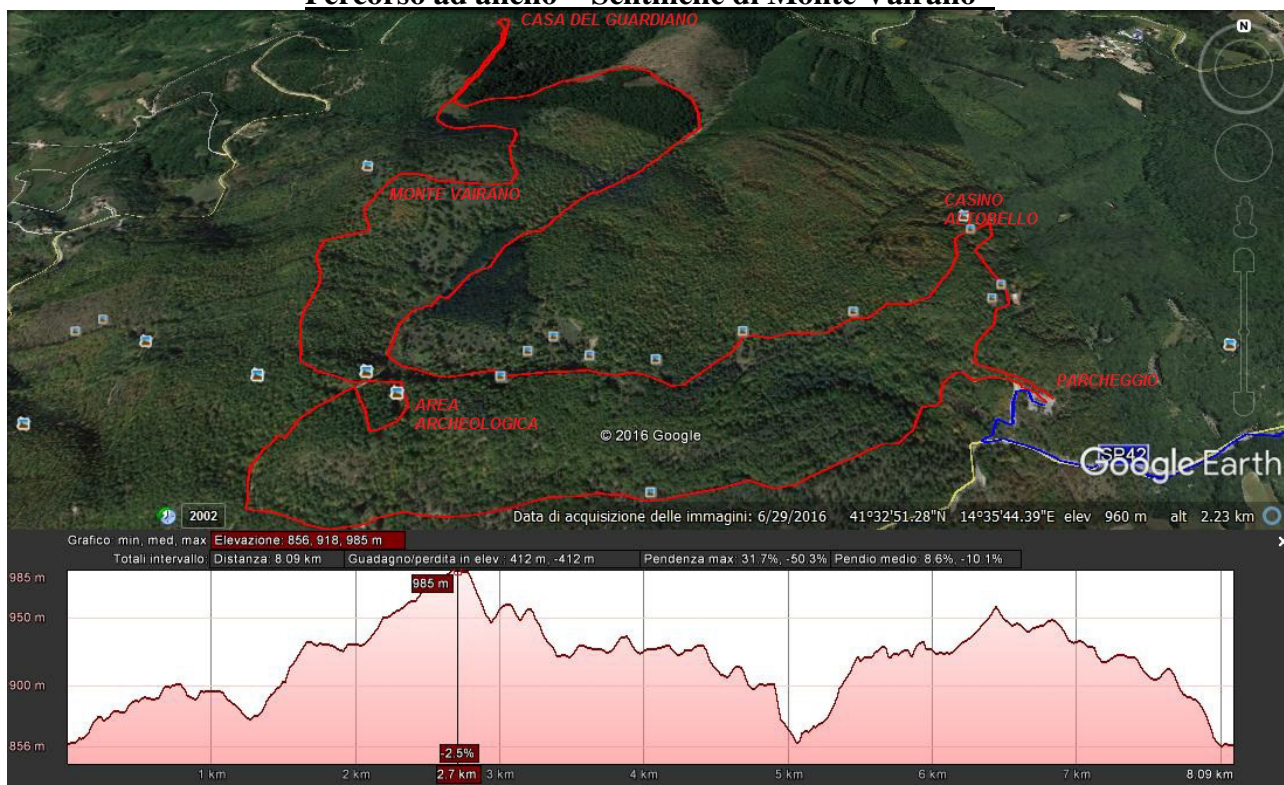 Percorso ad anello "Sentinelle di Monte Vairano"
CASA DEL GUARDIANO
N
MONTE VAIRANO
CASINO
ALTOBELLO
PARCHEGGIO
AREA
ARCHEOLOGICA
© 2016 Google
SP42
Google Earth
2002
Data di acquisizione delle immagini: 6/29/2016 41°32'51.28"N 14°35'44.39"E elev 960 m alt 2.23 km
Grafico: min, med, max Elevazione: 856, 918, 985 m
Totali intervallo: Distanza: 8.09 km Guadagno/perdita in elev.: 412 m, -412 m Pendenza max: 31.7%, -50.3% Pendio medio: 8.6%, -10.1%
985 m
985 m
950 m
900 m
856 m
-2.5%
1 km 2 km 2.7 km 3 km 4 km 5 km 6 km 7 km 8.09 km